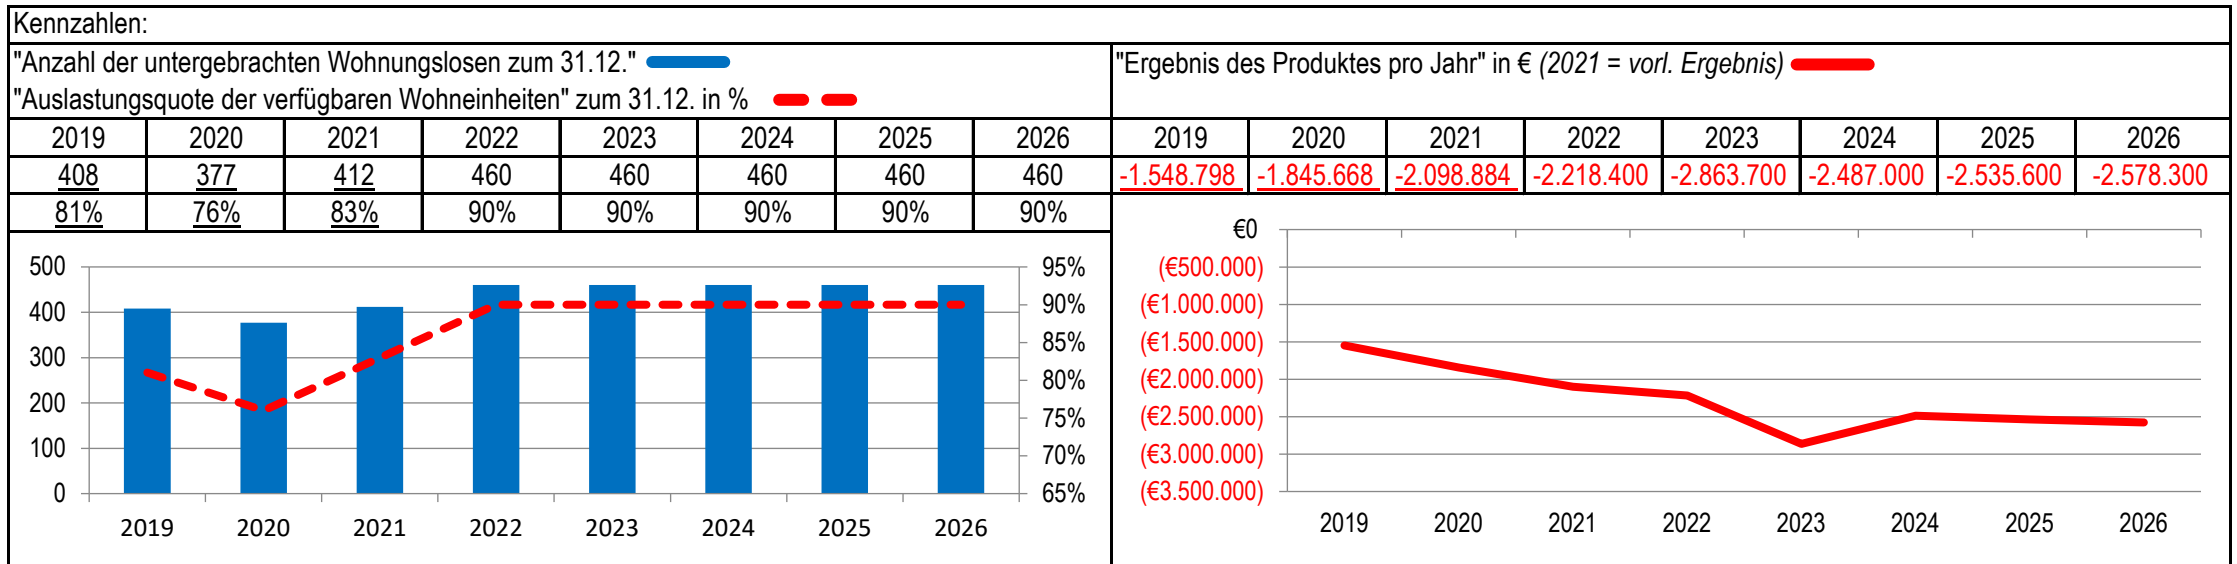 Kennzahlen:
"Anzahl der untergebrachten Wohnungslosen zum 31.12."
"Auslastungsquote der verfügbaren Wohneinheiten" zum 31.12. in %
2019 2020 2021 2022 2023 2024 2025 2026
408 377 412 460 460 460 460 460
81% 76% 83% 90% 90% 90% 90% 90%
500
400
300
200
100
0
95%
90%
85%
80%
75%
70%
65%
2019 2020 2021 2022 2023 2024 2025 2026
"Ergebnis des Produktes pro Jahr" in € (2021 = vorl. Ergebnis)
2019 2020 2021 2022 2023 2024 2025 2026
-1.548.798 -1.845.668 -2.098.884 -2.218.400 -2.863.700 -2.487.000 -2.535.600 -2.578.300
€0
(€500.000)
(€1.000.000)
(€1.500.000)
(€2.000.000)
(€2.500.000)
(€3.000.000)
(€3.500.000)
2019 2020 2021 2022 2023 2024 2025 2026